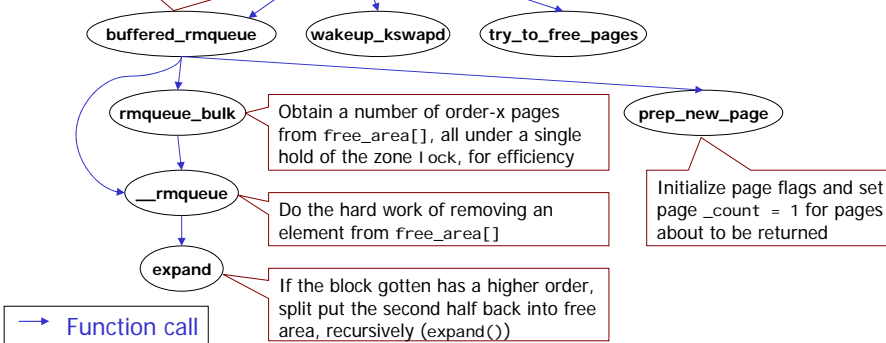 buffered_rmqueue
wakeup_kswapd
try_to_free_pages
rmqueue_bulk
Obtain a number of order-x pages
from free_area[], all under a single
hold of the zone lock, for efficiency
prep_new_page
__rmqueue
Do the hard work of removing an
element from free_area[]
Initialize page flags and set
page _count = 1 for pages
about to be returned
expand
If the block gotten has a higher order,
split put the second half back into free
area, recursively (expand())
Function call